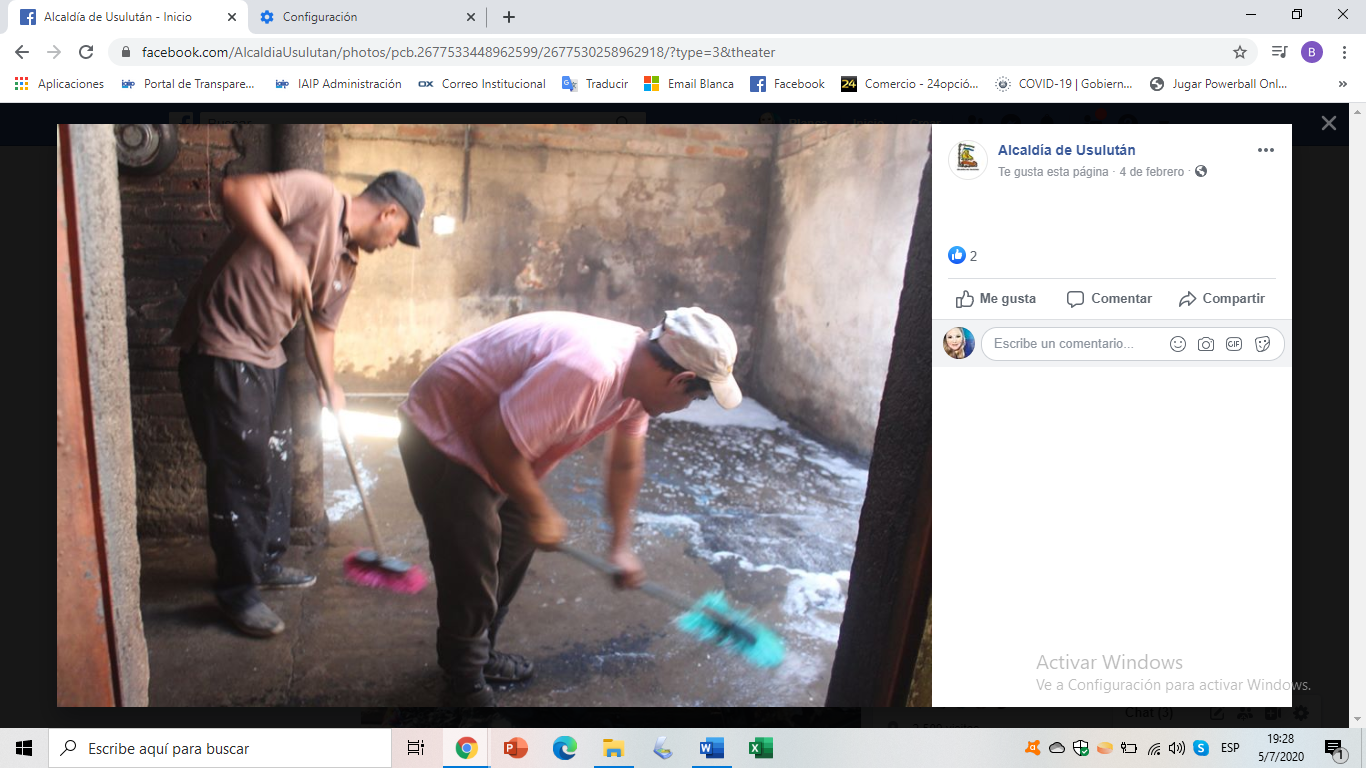 Alcaldía de Usulután - Inicio
Configuración
facebook.com/AlcaldiaUsulutan/photos/pcb.2677533448962599/2677530258962918/?type=3&theater
B
Aplicaciones
Portal de Transpare...
IAIP Administración
Correo Institucional
Traducir
Email Blanca
Facebook
24
Comercio - 24opció...
COVID-19 | Gobiern...
Jugar Powerball Onl...
»
Alcaldía de Usulután
Te gusta esta página · 4 de febrero ·
2
Me gusta
Comentar
Compartir
Escribe un comentario...
GIF
Activar Windows
Ve a Configuración para activar Windows.
Chat (3)
Escribe aquí para buscar
ESP
19:28
5/7/2020
1